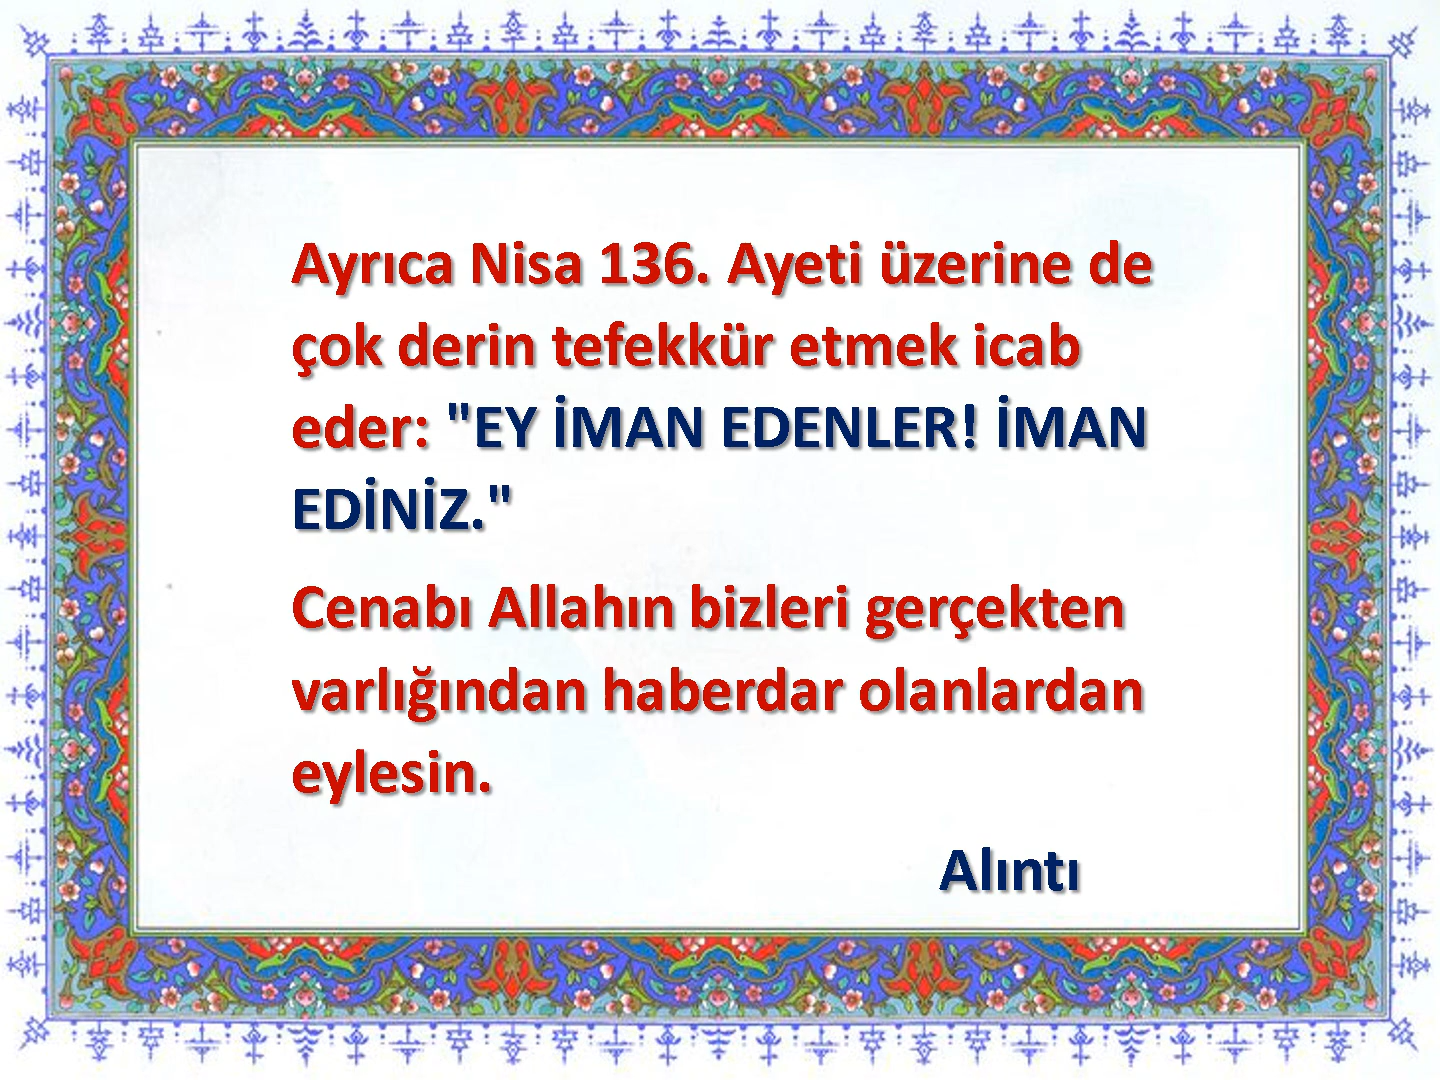 Ayrıca Nisa 136. Ayeti üzerine de
çok derin tefekkür etmek icab
eder: "EY İMAN EDENLER! İMAN
EDİNİZ."
Cenabı Allahın bizleri gerçekten
varlığından haberdar olanlardan
eylesin.
Alıntı